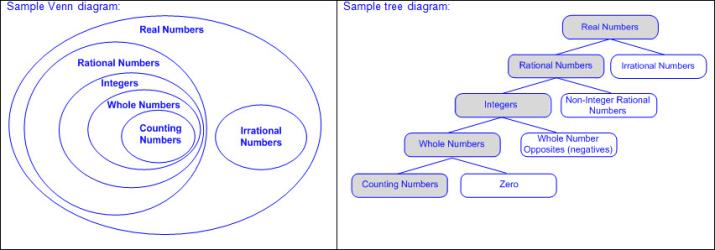 Sample Venn diagram:
Real Numbers
Rational Numbers
Integers
Whole Numbers
Counting
Numbers
Irrational
Numbers
Sample tree diagram:
Real Numbers
Rational Numbers
Irrational Numbers
Integers
Non-Integer Rational
Numbers
Whole Numbers
Whole Number
Opposites (negatives)
Counting Numbers
Zero